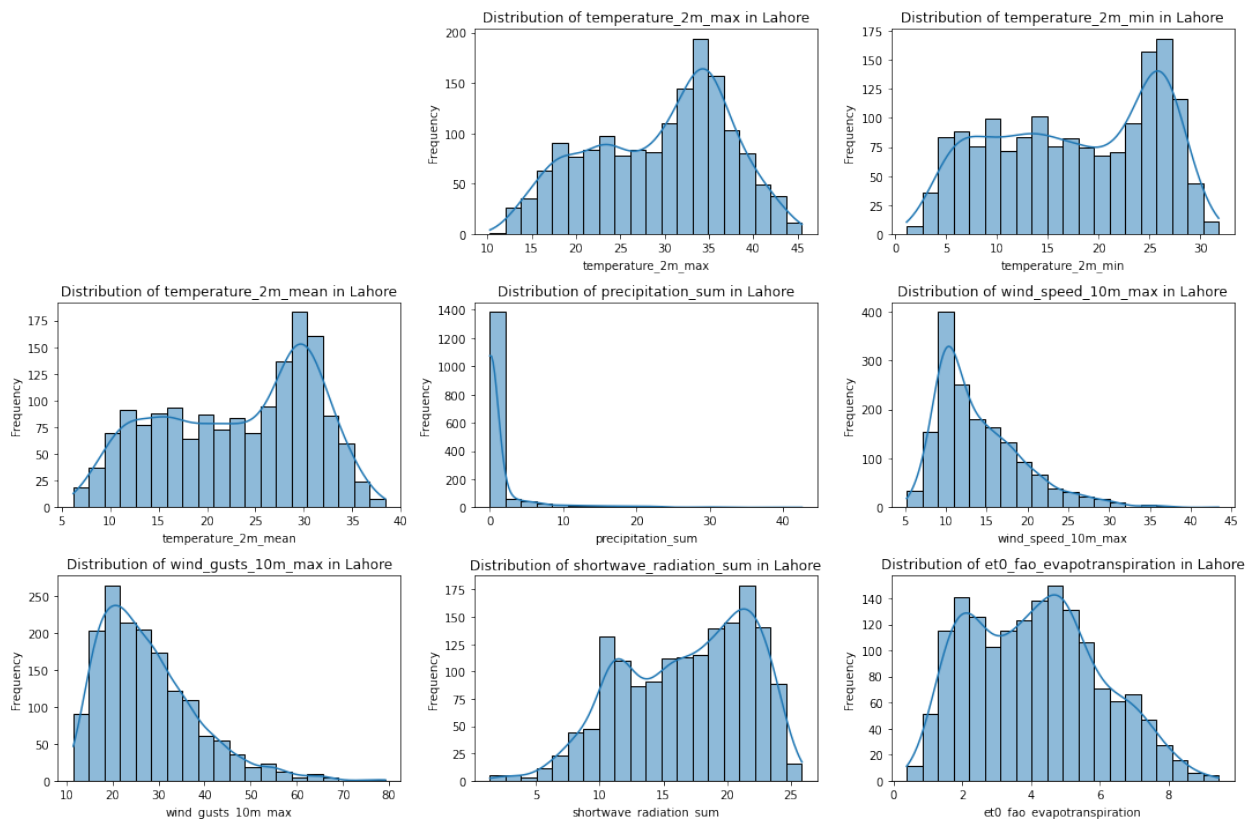 Distribution of temperature_2m_max in Lahore
Frequency
200
150
100
50
0
10 15 20 25 30 35 40 45
temperature_2m_max
Distribution of temperature_2m_min in Lahore
Frequency
175
150
125
100
75
50
25
0
0 5 10 15 20 25 30
temperature_2m_min
Distribution of temperature_2m_mean in Lahore
Frequency
175
150
125
100
75
50
25
0
5 10 15 20 25 30 35 40
temperature_2m_mean
Distribution of precipitation_sum in Lahore
Frequency
1400
1200
1000
800
600
400
200
0
0 10 20 30 40
precipitation_sum
Distribution of wind_speed_10m_max in Lahore
Frequency
400
300
200
100
0
5 10 15 20 25 30 35 40 45
wind_speed_10m_max
Distribution of wind_gusts_10m_max in Lahore
Frequency
250
200
150
100
50
0
10 20 30 40 50 60 70 80
wind_gusts_10m_max
Distribution of shortwave_radiation_sum in Lahore
Frequency
175
150
125
100
75
50
25
0
5 10 15 20 25
shortwave_radiation_sum
Distribution of et0_fao_evapotranspiration in Lahore
Frequency
140
120
100
80
60
40
20
0
0 2 4 6 8
et0_fao_evapotranspiration